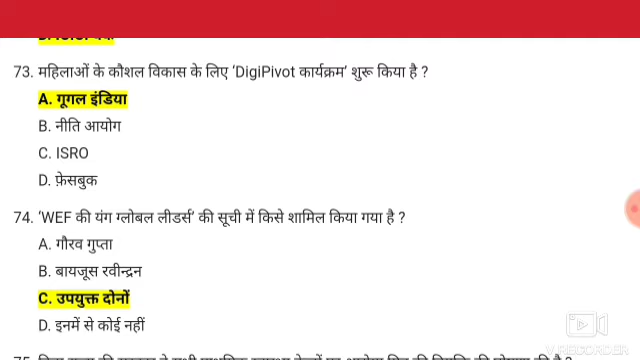 73. महिलाओं के कौशल विकास के लिए ‘DigiPivot कार्यक्रम’ शुरू किया है ?
A. गूगल इंडिया
B. नीति आयोग
C. ISRO
D. फ़ेसबुक
74. ‘WEF की यंग ग्लोबल लीडर्स’ की सूची में किसे शामिल किया गया है ?
A. गौरव गुप्ता
B. बायजूस रवीन्द्रन
C. उपयुक्त दोनों
D. इनमें से कोई नहीं